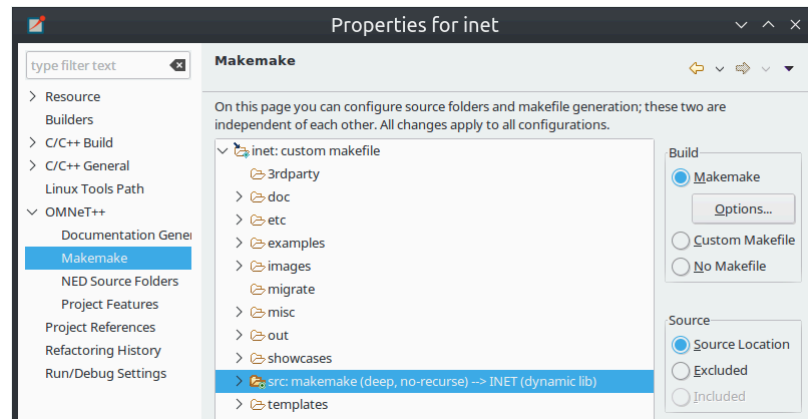 Properties for inet
type filter text
Resource
Builders
C/C++ Build
C/C++ General
Linux Tools Path
OMNeT++
Documentation Gene
Makemake
NED Source Folders
Project Features
Project References
Refactoring History
Run/Debug Settings
Makemake
On this page you can configure source folders and makefile generation; these two are
independent of each other. All changes apply to all configurations.
inet: custom makefile
3rdparty
doc
etc
examples
images
migrate
misc
out
showcases
src: makemake (deep, no-recurse) --> INET (dynamic lib)
templates
Build
Makemake
Options...
Custom Makefile
No Makefile
Source
Source Location
Excluded
Included